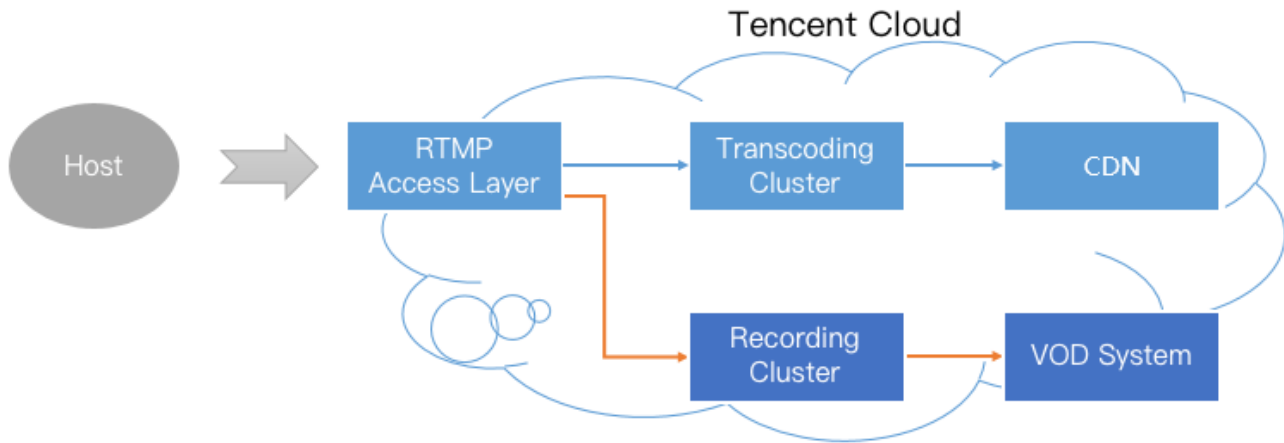 Tencent Cloud
Host
RTMP
Access Layer
Transcoding
Cluster
CDN
Recording
Cluster
VOD System